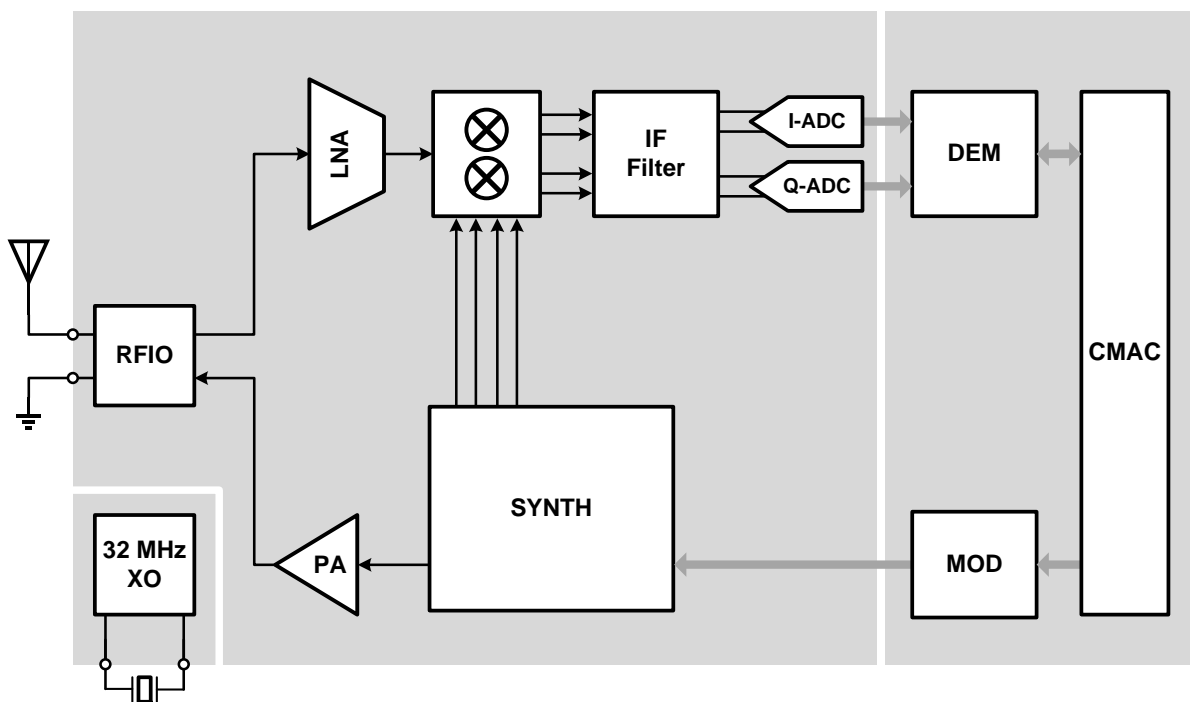 LNA
IF
Filter
I-ADC
Q-ADC
DEM
RFIO
CMAC
SYNTH
32 MHz
XO
PA
MOD